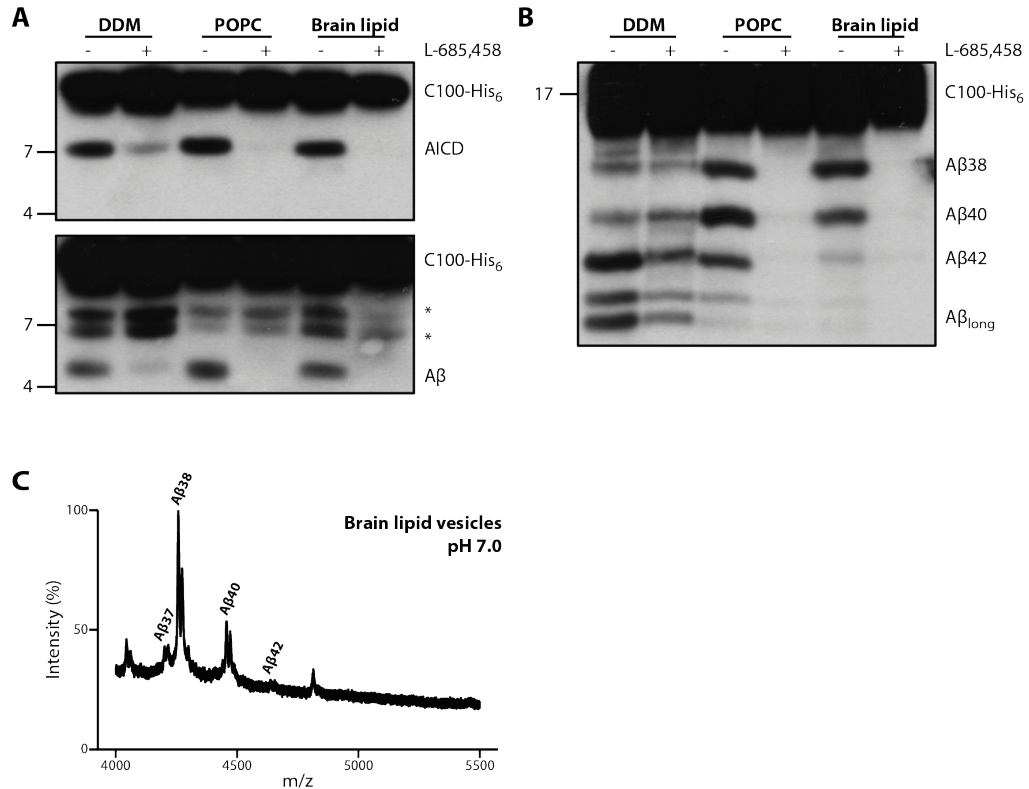 A
DDM POPC Brain lipid
- + - + - + L-685,458
C100-His6
7 AICD
4
C100-His6
*
7
*
Aβ
4
B
DDM POPC Brain lipid
- + - + - + L-685,458
17 C100-His6
Aβ38
Aβ40
Aβ42
Aβlong
C
Aβ38
100
Brain lipid vesicles
pH 7.0
Intensity (%)
Aβ37
Aβ40
50
Aβ42
0
4000 4500 5000 5500
m/z